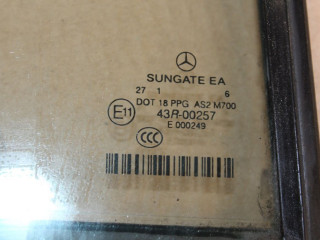 SUNGATE EA
27 1 6
DOT 18 PPG AS2 M700
E11 43R-00257
E 000249
CCC